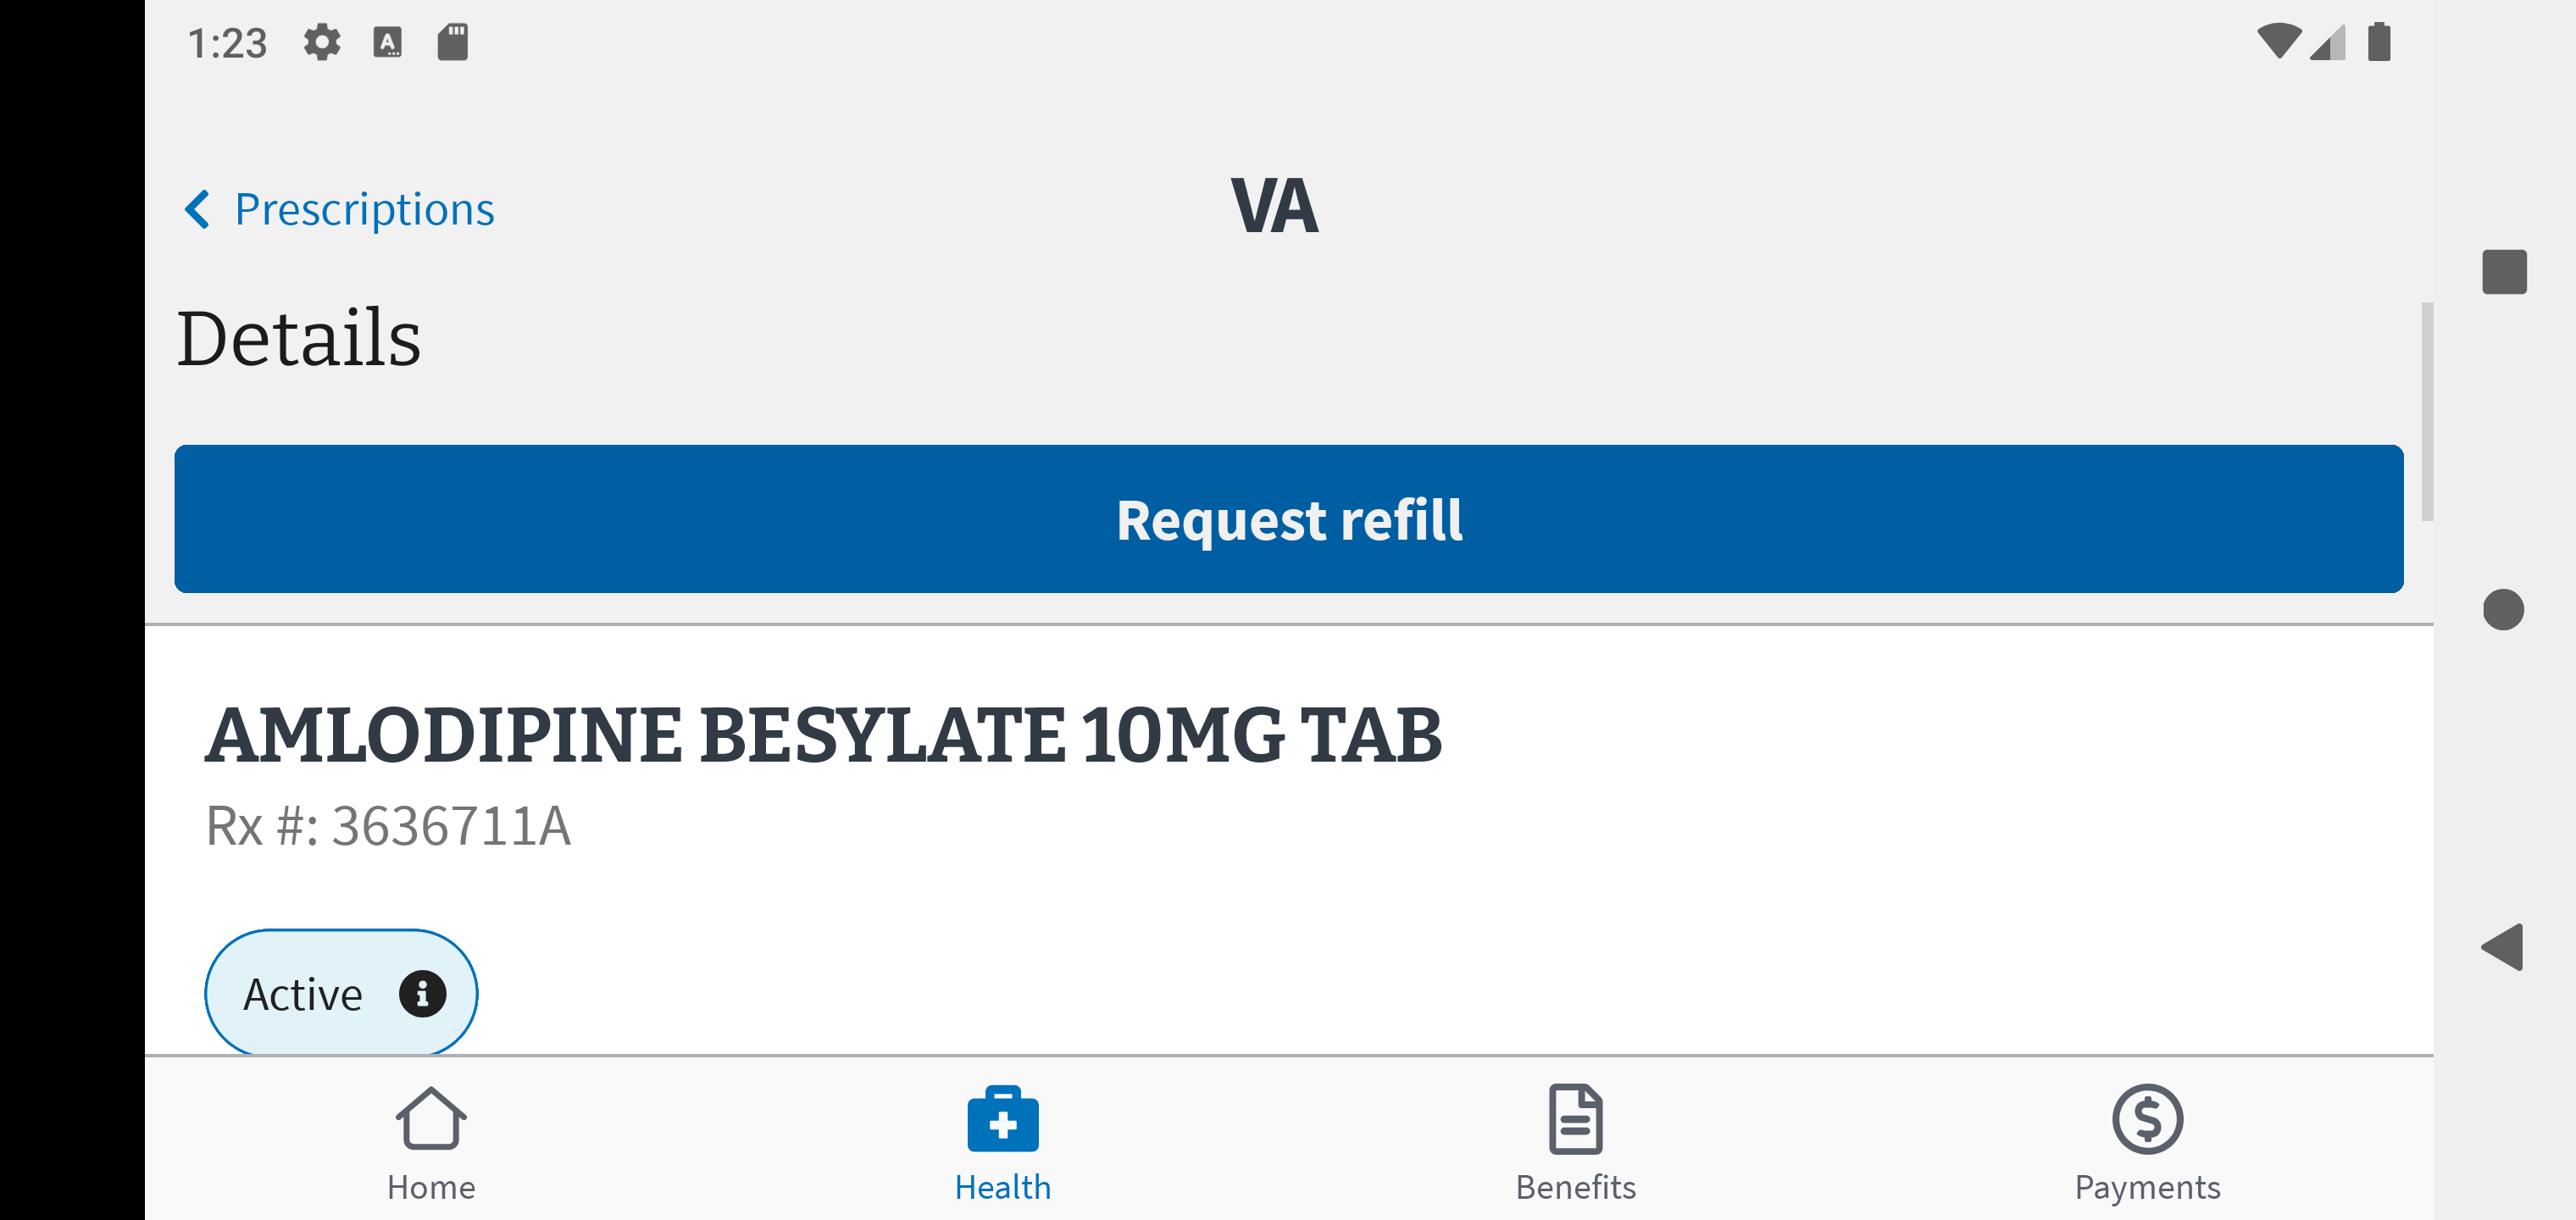 1:23
Prescriptions
VA
Details
Request refill
AMLODIPINE BESYLATE 10MG TAB
Rx #: 3636711A
Active
Home
Health
Benefits
Payments